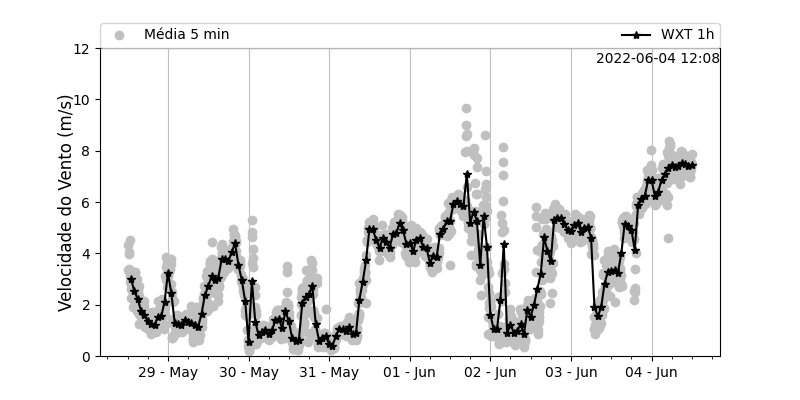 Média 5 min
WXT 1h
2022-06-04 12:08
Velocidade do Vento (m/s)
12
10
8
6
4
2
0
29 - May
30 - May
31 - May
01 - Jun
02 - Jun
03 - Jun
04 - Jun